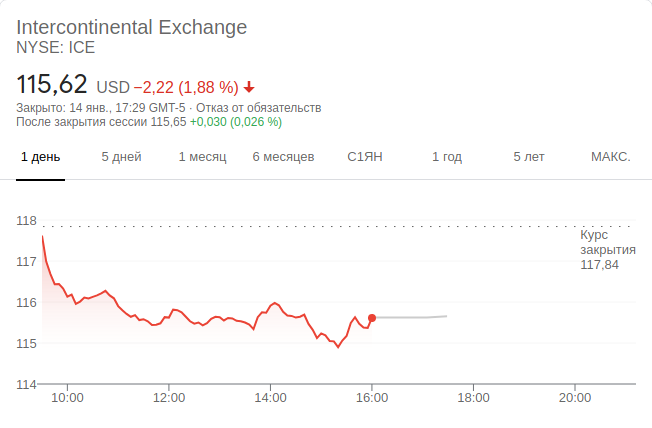 Intercontinental Exchange
NYSE: ICE
115,62 USD −2,22 (1,88 %)
Закрыто: 14 янв., 17:29 GMT-5 · Отказ от обязательств
После закрытия сессии 115,65 +0,030 (0,026 %)
1 день 5 дней 1 месяц 6 месяцев С1ЯН 1 год 5 лет МАКС.
118
Курс
закрытия
117,84
117
116
115
114
10:00 12:00 14:00 16:00 18:00 20:00